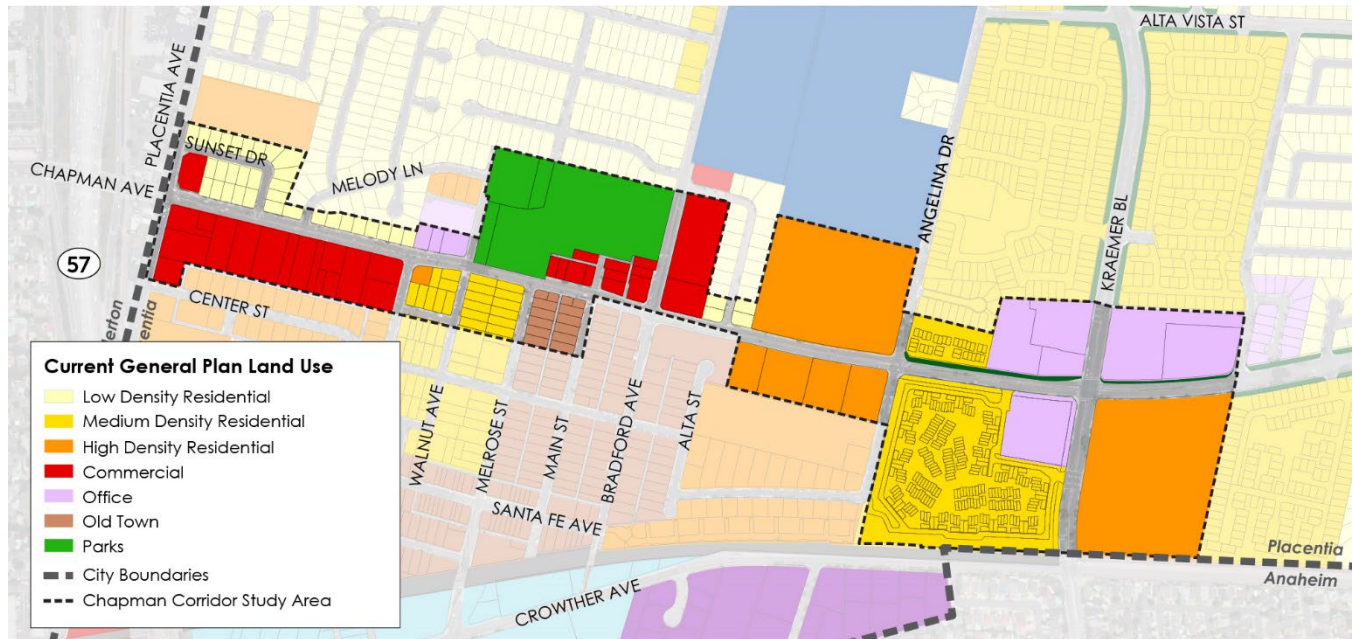 ALTA VISTA ST
PLACENTIA AVE
SUNSET DR
CHAPMAN AVE
MELODY LN
ANGELINA DR
KRAEMER BL
57
CENTER ST
erton
entia
WALNUT AVE
MELROSE ST
MAIN ST
BRADFORD AVE
ALTA ST
SANTA FE AVE
CROWTHER AVE
Placentia
Anaheim
Current General Plan Land Use
Low Density Residential
Medium Density Residential
High Density Residential
Commercial
Office
Old Town
Parks
City Boundaries
Chapman Corridor Study Area